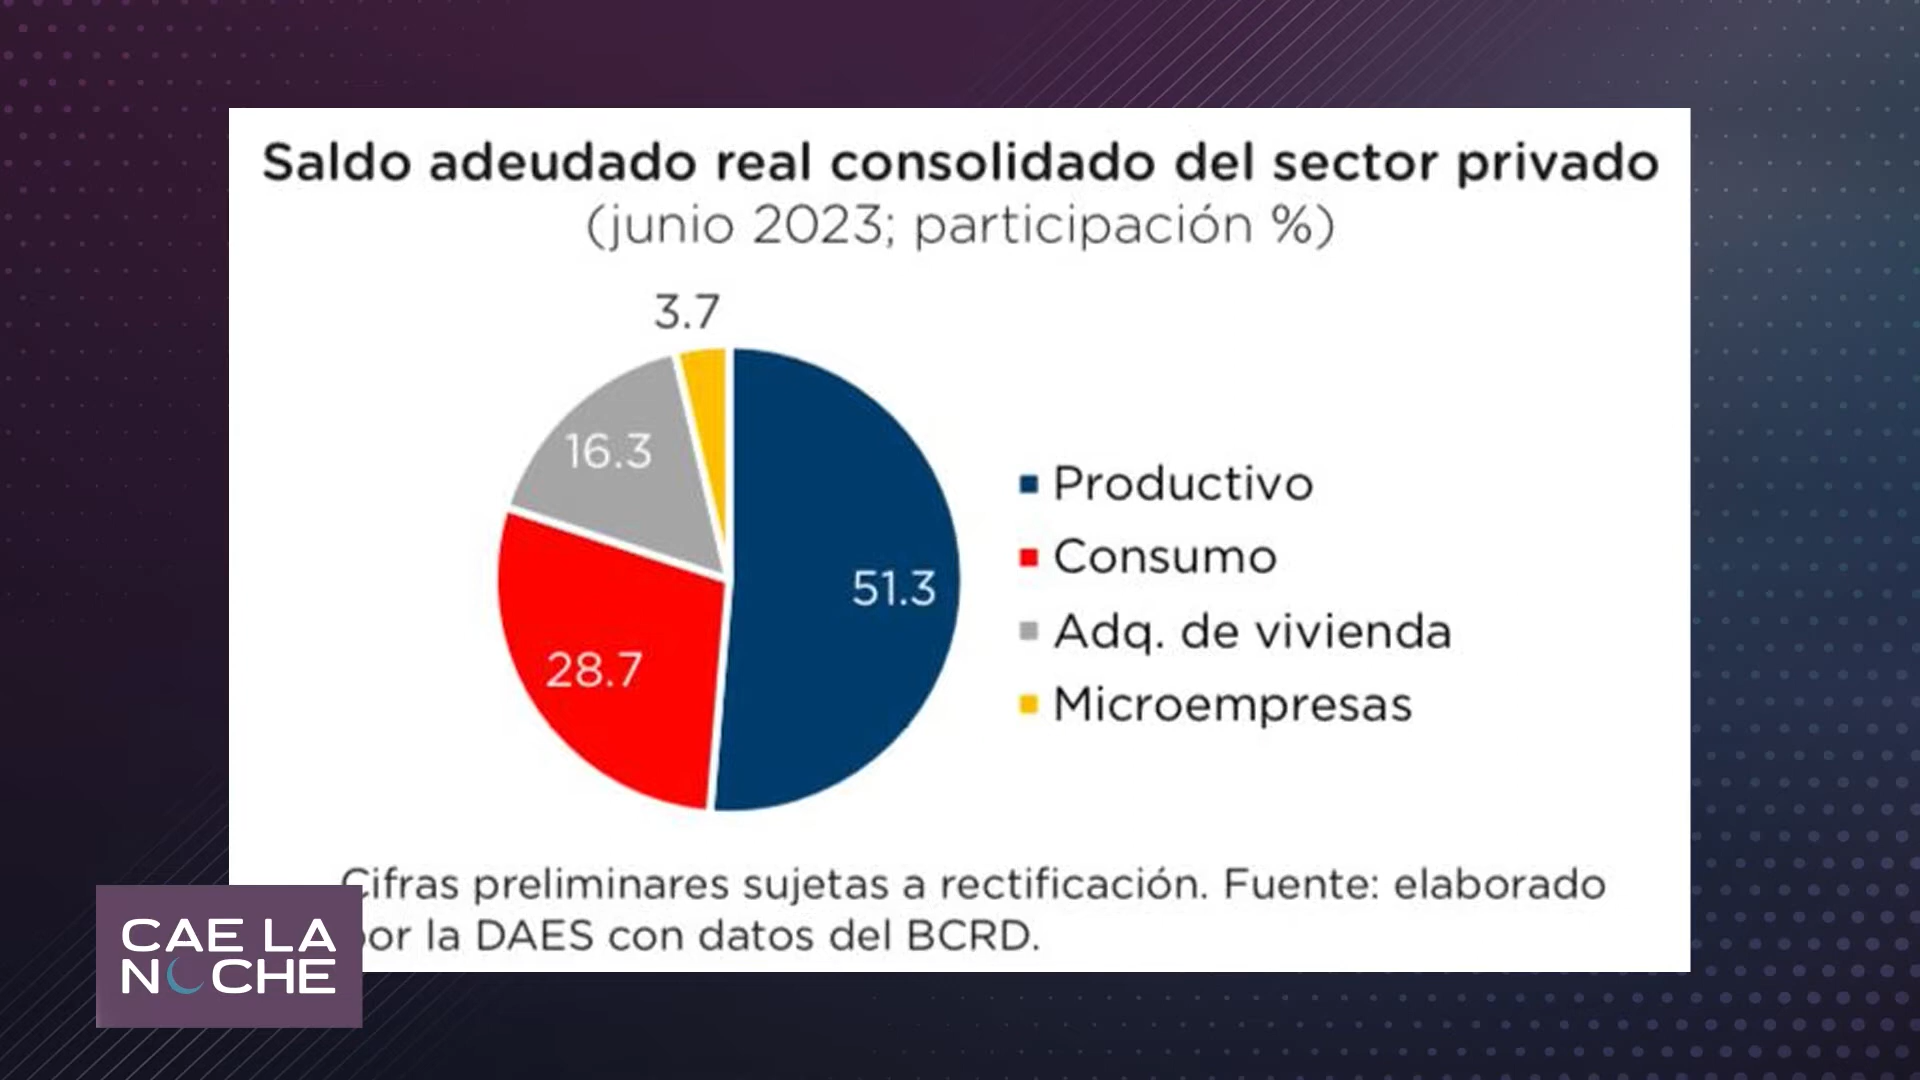 Saldo adeudado real consolidado del sector privado
(junio 2023; participación %)
3.7
16.3
51.3
28.7
Productivo
Consumo
Adq. de vivienda
Microempresas
Cifras preliminares sujetas a rectificación. Fuente: elaborado
por la DAES con datos del BCRD.
CAE LA
NOCHE